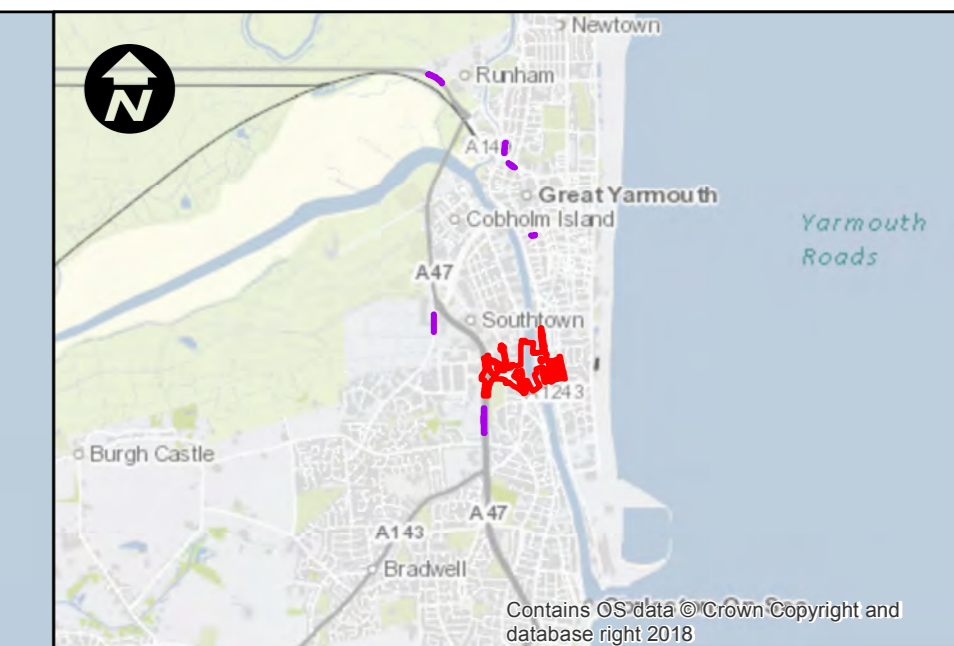 Newtown
N
Runham
A14
Great Yarmouth
Cobholm Island
Yarmouth
Roads
A47
Southtown
1243
Burgh Castle
A47
A143
Bradwell
Contains OS data © Crown Copyright and
database right 2018